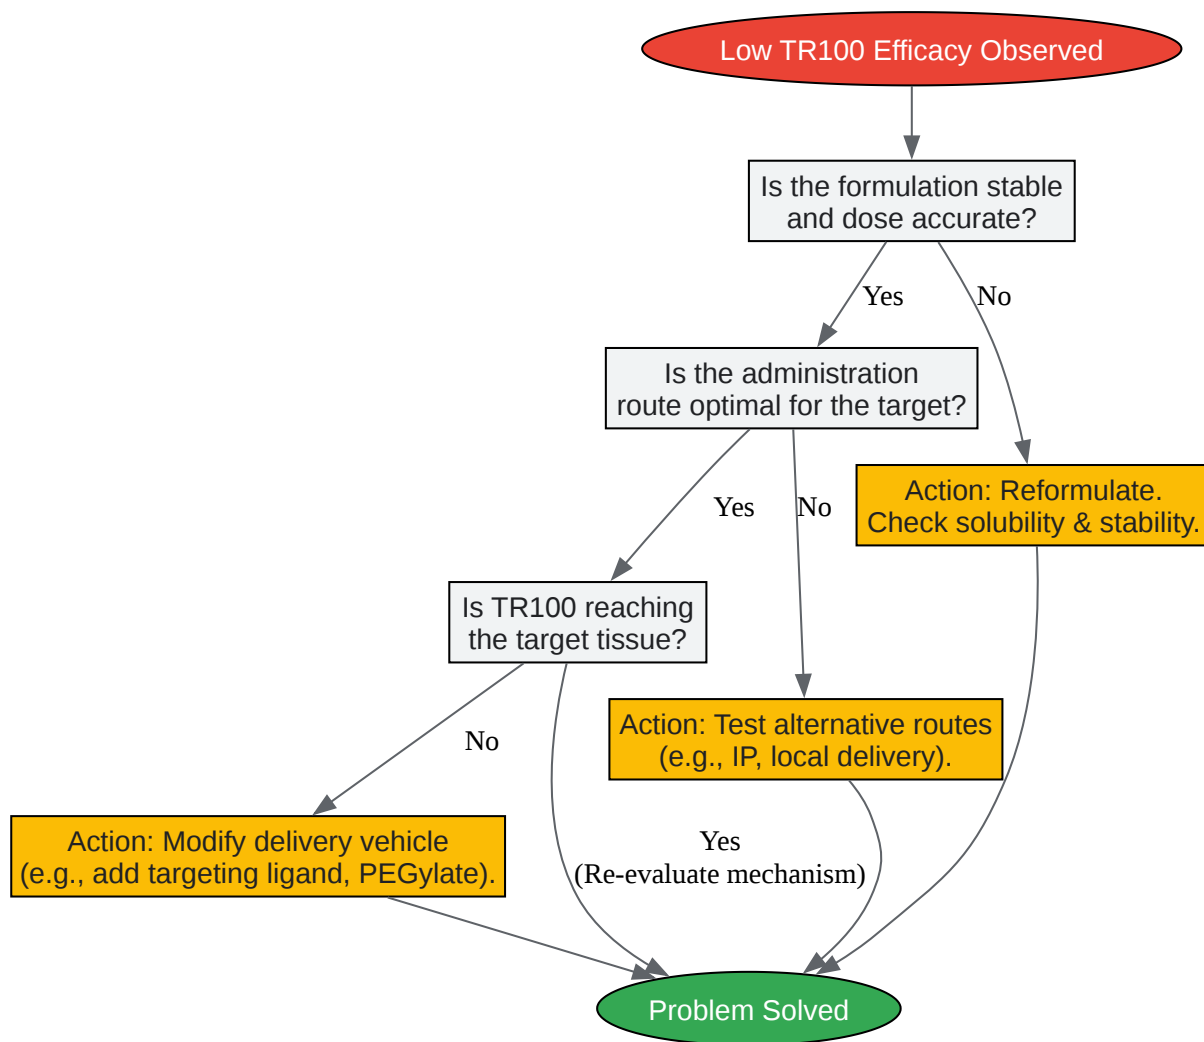 Low TR100 Efficacy Observed
Is the formulation stable
and dose accurate?
Yes
No
Is the administration
route optimal for the target?
Action: Reformulate.
Check solubility & stability.
Yes
No
Is TR100 reaching
the target tissue?
Action: Test alternative routes
(e.g., IP, local delivery).
No
Action: Modify delivery vehicle
(e.g., add targeting ligand, PEGylate).
Yes
(Re-evaluate mechanism)
Problem Solved